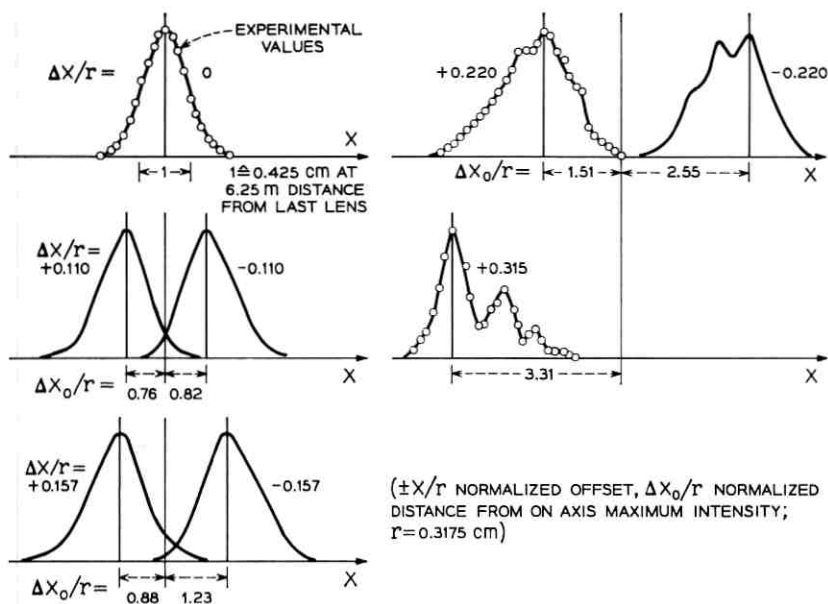 EXPERIMENTAL
VALUES
ΔX/r =
0
X
1
1≙0.425 cm AT
6.25 m DISTANCE
FROM LAST LENS
+0.220
-0.220
ΔX₀/r=
1.51
2.55
X
ΔX/r=
+0.110
-0.110
X
ΔX₀/r=
0.76
0.82
+0.315
X
3.31
ΔX/r=
+0.157
-0.157
X
ΔX₀/r=
0.88
1.23
(±X/r NORMALIZED OFFSET, ΔX₀/r NORMALIZED
DISTANCE FROM ON AXIS MAXIMUM INTENSITY;
r=0.3175 cm)